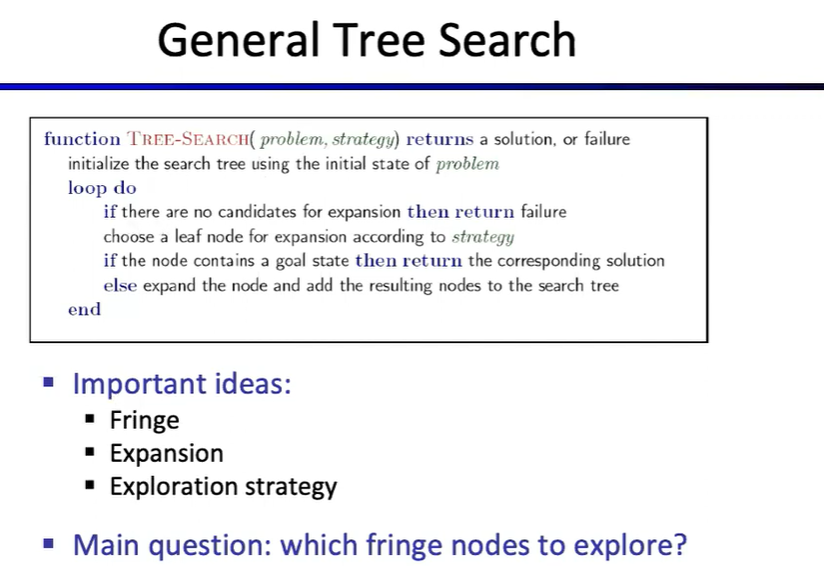 General Tree Search
function TREE-SEARCH( problem, strategy) returns a solution, or failure
initialize the search tree using the initial state of problem
loop do
if there are no candidates for expansion then return failure
choose a leaf node for expansion according to strategy
if the node contains a goal state then return the corresponding solution
else expand the node and add the resulting nodes to the search tree
end
▪ Important ideas:
▪ Fringe
▪ Expansion
▪ Exploration strategy
▪ Main question: which fringe nodes to explore?